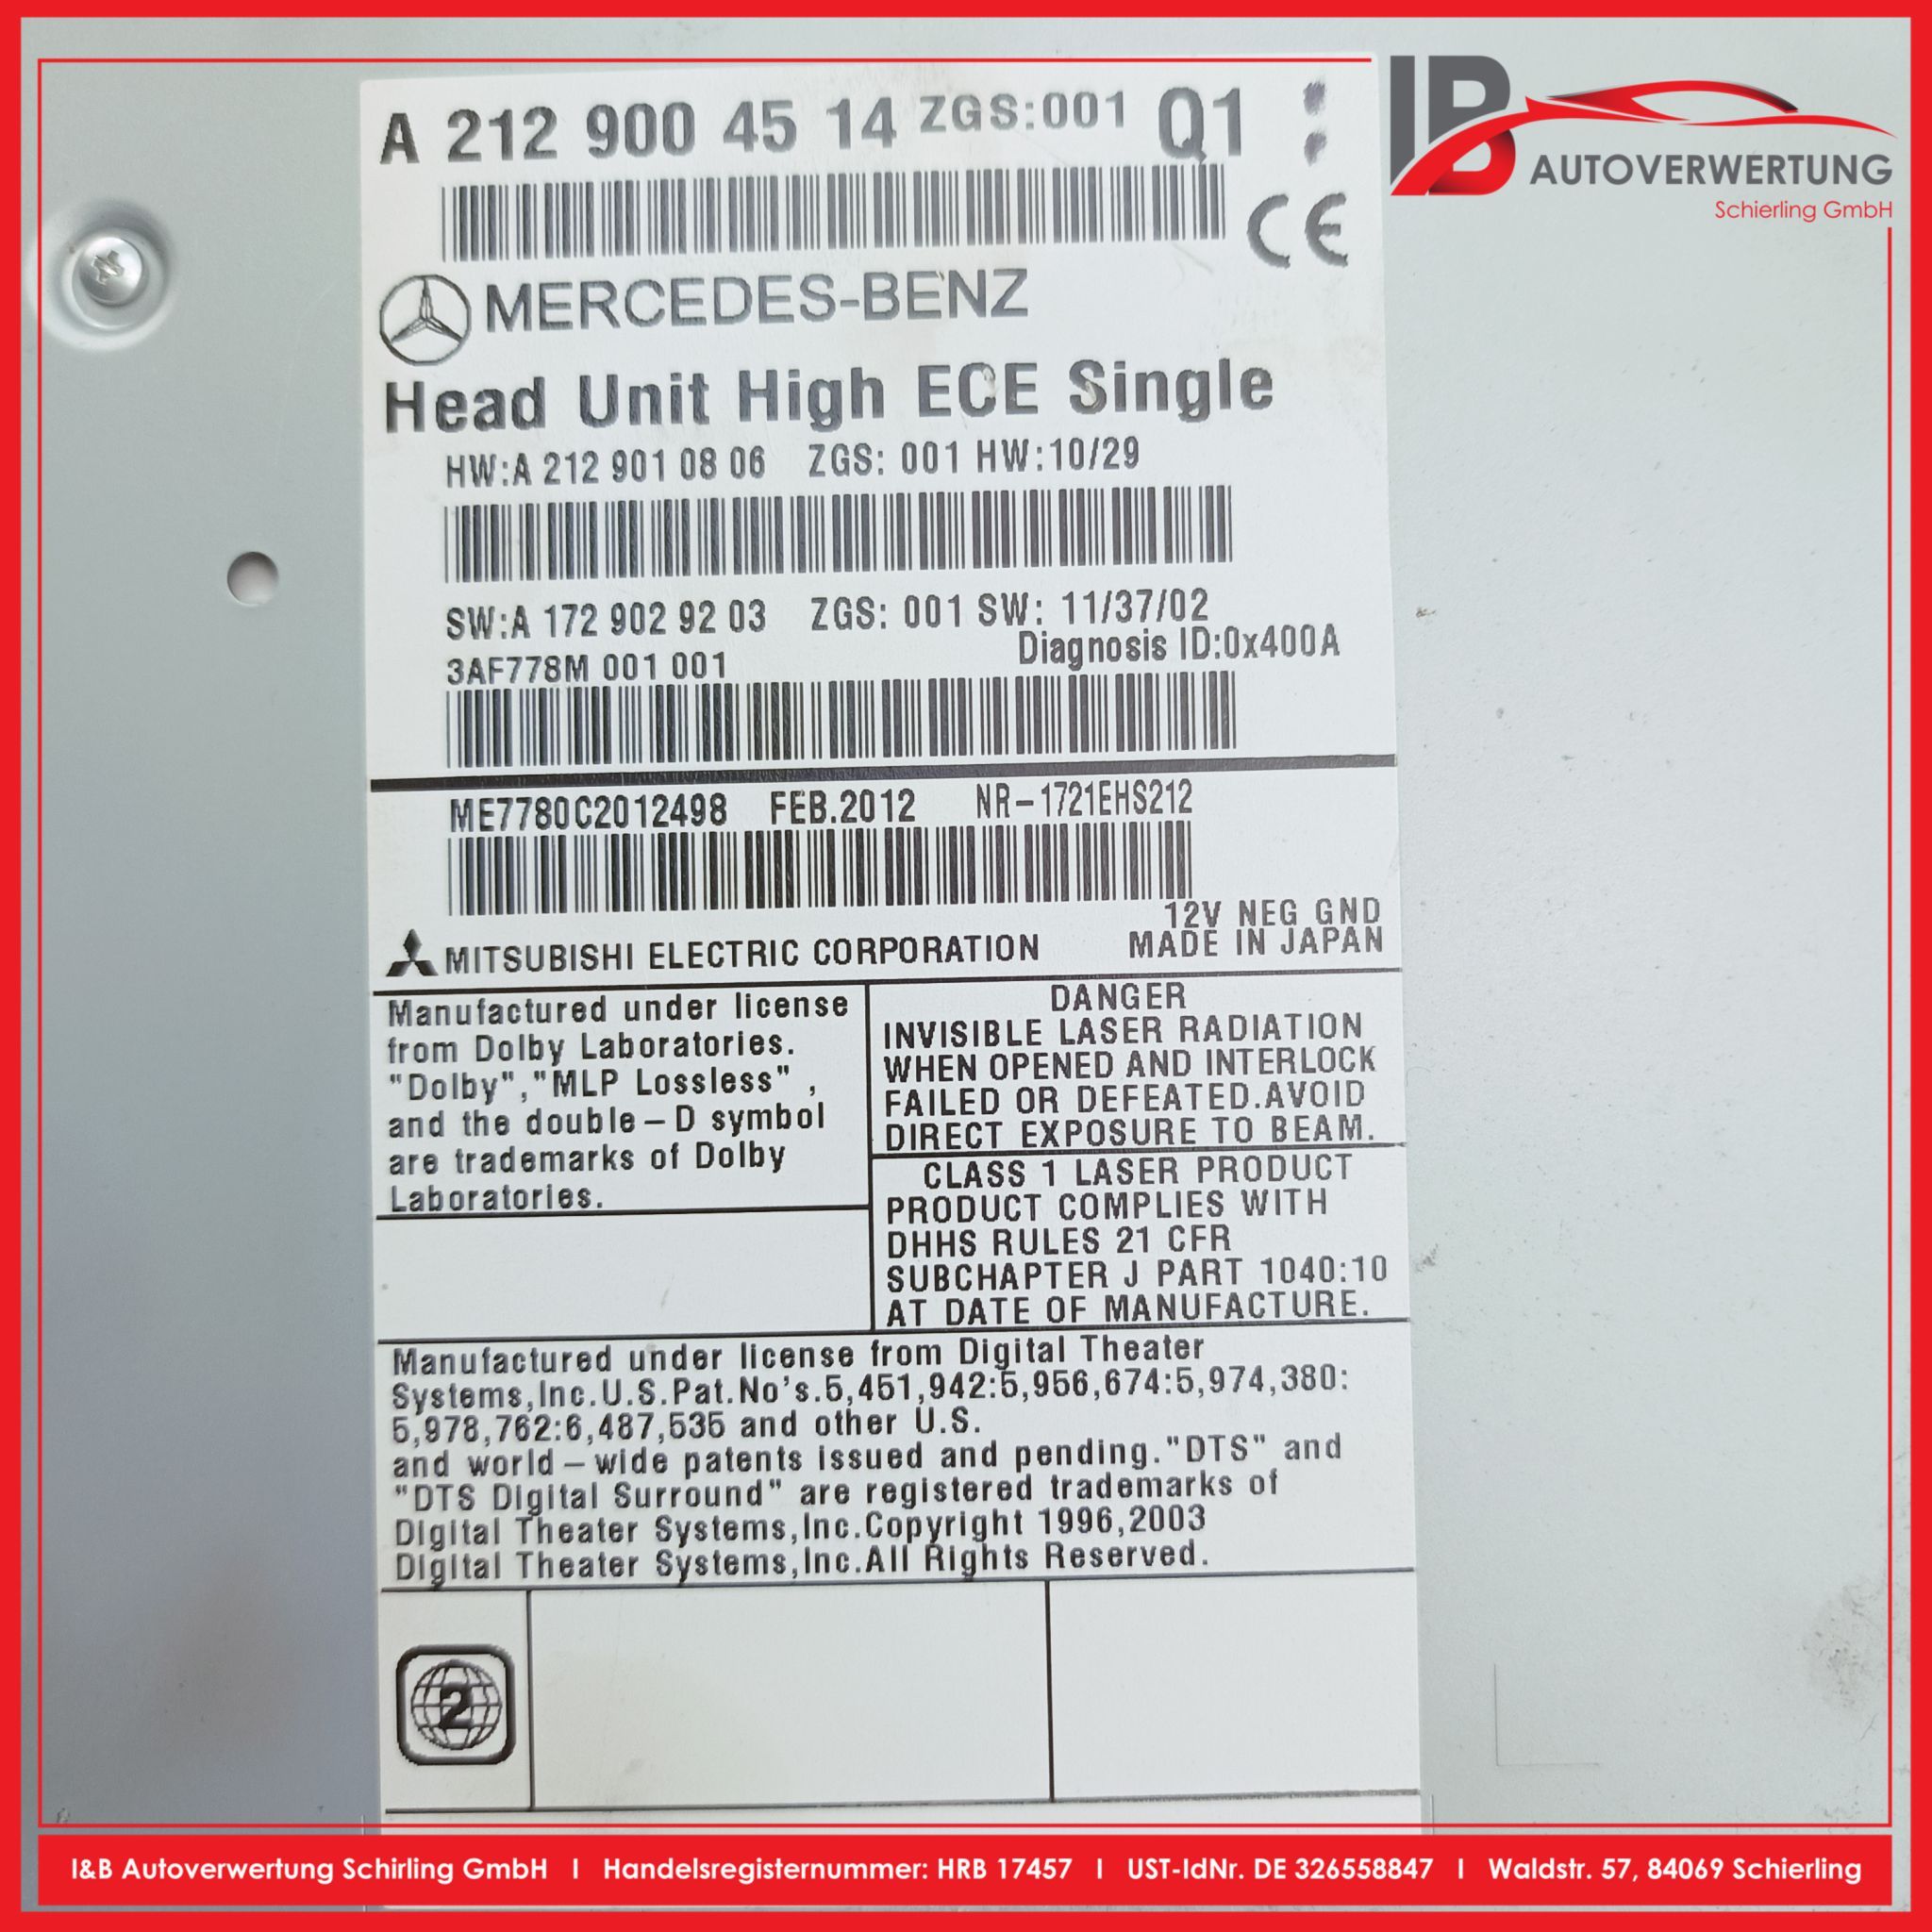 A 212 900 45 14 ZGS:001 Q1
IB
AUTOVERWERTUNG
Schierling GmbH
CE
MERCEDES-BENZ
Head Unit High ECE Single
HW:A 212 901 08 06 ZGS: 001 HW:10/29
SW:A 172 902 92 03 ZGS: 001 SW: 11/37/02
Diagnosis ID:0x400A
3AF778M 001 001
ME7780C2012498 FEB.2012 NR-1721EHS212
12V NEG GND
MITSUBISHI ELECTRIC CORPORATION MADE IN JAPAN
Manufactured under license
from Dolby Laboratories.
"Dolby","MLP Lossless" ,
and the double-D symbol
are trademarks of Dolby
Laboratories.
DANGER
INVISIBLE LASER RADIATION
WHEN OPENED AND INTERLOCK
FAILED OR DEFEATED.AVOID
DIRECT EXPOSURE TO BEAM.
CLASS 1 LASER PRODUCT
PRODUCT COMPLIES WITH
DHHS RULES 21 CFR
SUBCHAPTER J PART 1040:10
AT DATE OF MANUFACTURE.
Manufactured under license from Digital Theater
Systems,Inc.U.S.Pat.No's.5,451,942:5,956,674:5,974,380:
5,978,762:6,487,535 and other U.S.
and world-wide patents issued and pending."DTS" and
"DTS Digital Surround" are registered trademarks of
Digital Theater Systems,Inc.Copyright 1996,2003
Digital Theater Systems,Inc.All Rights Reserved.
2
I&B Autoverwertung Schirling GmbH I Handelsregisternummer: HRB 17457 I UST-IdNr. DE 326558847 I Waldstr. 57, 84069 Schierling